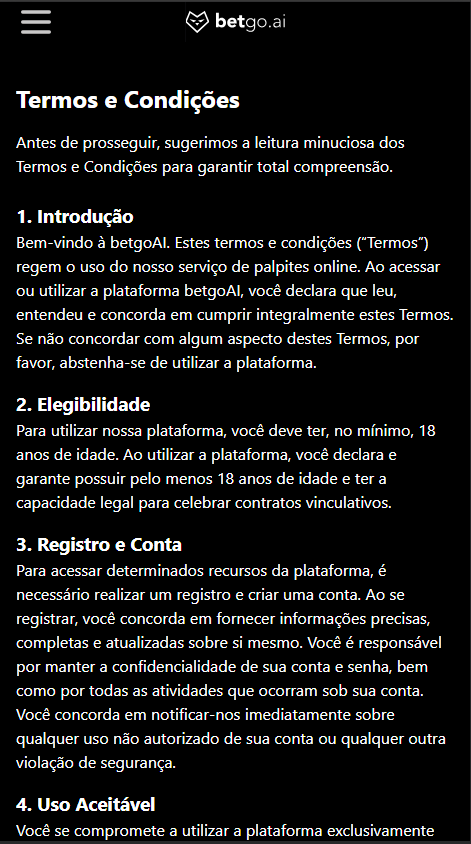 betgo.ai
Termos e Condições
Antes de prosseguir, sugerimos a leitura minuciosa dos
Termos e Condições para garantir total compreensão.
1. Introdução
Bem-vindo à betgoAI. Estes termos e condições (“Termos”)
regem o uso do nosso serviço de palpites online. Ao acessar
ou utilizar a plataforma betgoAI, você declara que leu,
entendeu e concorda em cumprir integralmente estes Termos.
Se não concordar com algum aspecto destes Termos, por
favor, abstenha-se de utilizar a plataforma.
2. Elegibilidade
Para utilizar nossa plataforma, você deve ter, no mínimo, 18
anos de idade. Ao utilizar a plataforma, você declara e
garante possuir pelo menos 18 anos de idade e ter a
capacidade legal para celebrar contratos vinculativos.
3. Registro e Conta
Para acessar determinados recursos da plataforma, é
necessário realizar um registro e criar uma conta. Ao se
registrar, você concorda em fornecer informações precisas,
completas e atualizadas sobre si mesmo. Você é responsável
por manter a confidencialidade de sua conta e senha, bem
como por todas as atividades que ocorram sob sua conta.
Você concorda em notificar-nos imediatamente sobre
qualquer uso não autorizado de sua conta ou qualquer outra
violação de segurança.
4. Uso Aceitável
Você se compromete a utilizar a plataforma exclusivamente